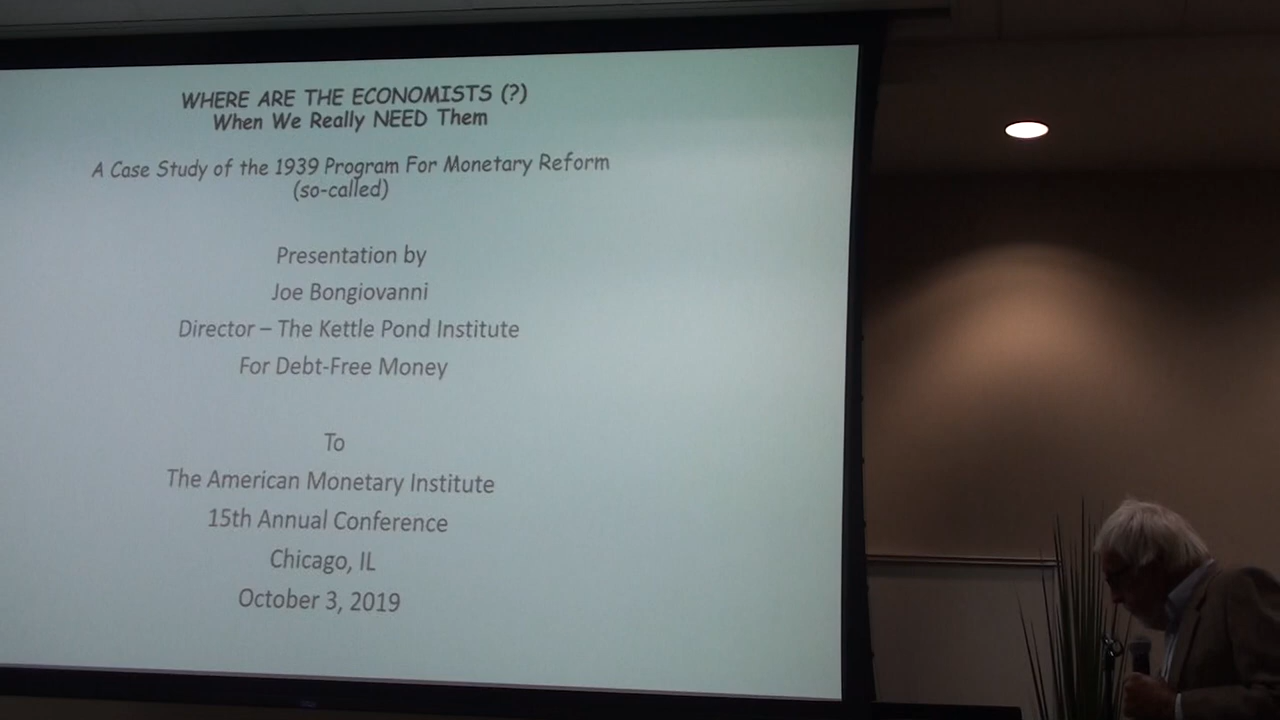 WHERE ARE THE ECONOMISTS (?)
When We Really NEED Them
A Case Study of the 1939 Program For Monetary Reform
(so-called)
Presentation by
Joe Bongiovanni
Director – The Kettle Pond Institute
For Debt-Free Money
To
The American Monetary Institute
15th Annual Conference
Chicago, IL
October 3, 2019